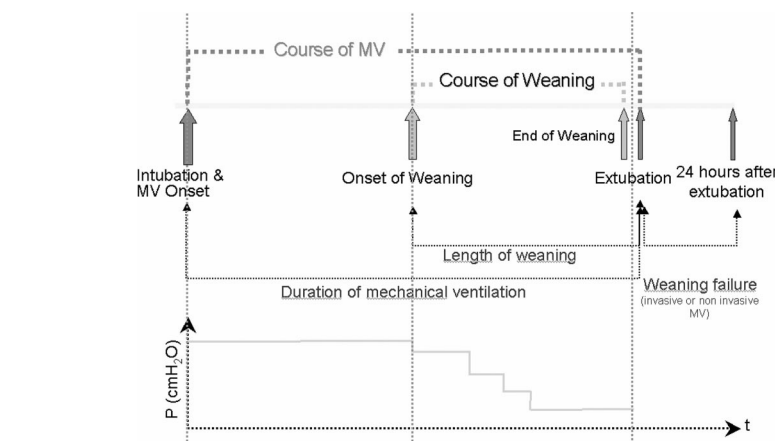 Course of MV
Course of Weaning
End of Weaning
Intubation &
MV Onset
Onset of Weaning
Extubation
24 hours after
extubation
Length of weaning
Duration of mechanical ventilation
Weaning failure
(invasive or non invasive
MV)
P (cmH₂O)
t